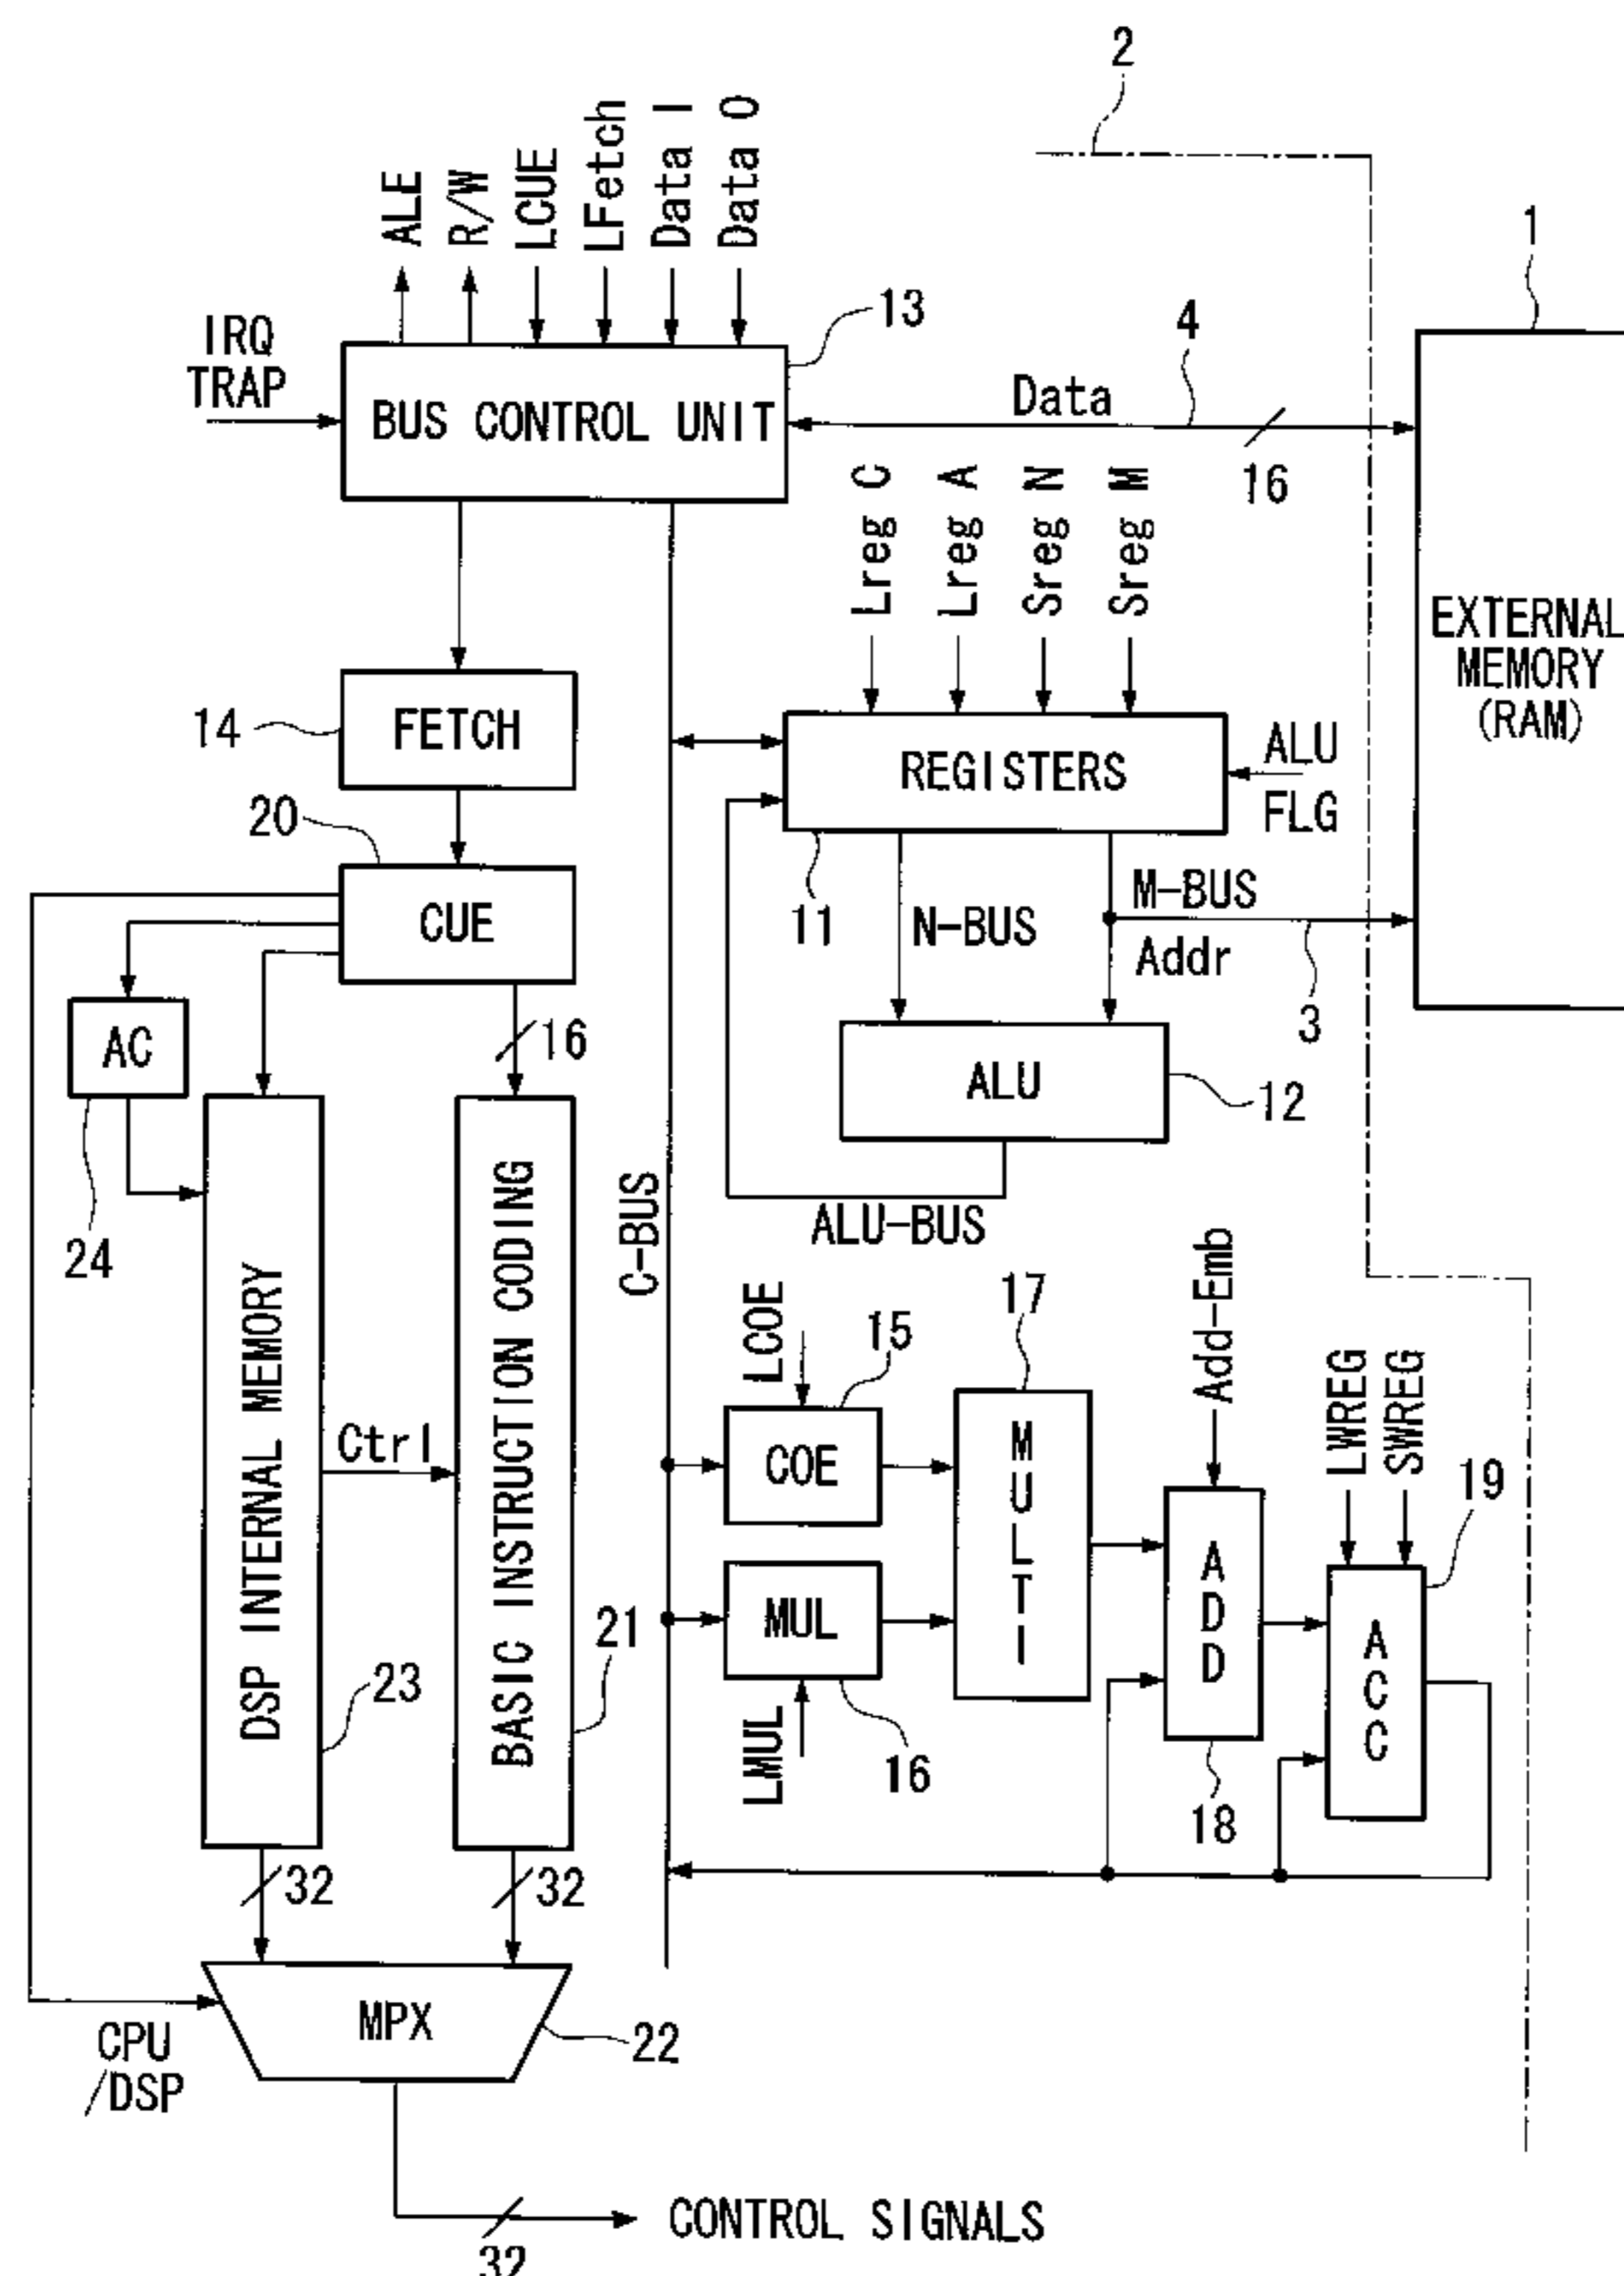 2
ALE
R/W
LCUE
LFetch
Data I
Data O
1
IRQ
TRAP
13
BUS CONTROL UNIT
Data
4
16
Lreg C
Lreg A
Sreg N
Sreg M
EXTERNAL
MEMORY
(RAM)
14
FETCH
REGISTERS
ALU
FLG
20
CUE
11
N-BUS
M-BUS
Addr
3
AC
16
ALU
12
24
C-BUS
ALU-BUS
DSP INTERNAL MEMORY
Ctrl
BASIC INSTRUCTION CODING
LCOE
15
17
Add-Emb
LWREG
SWREG
COE
MULTI
19
MUL
ADD
ACC
23
21
LMUL
16
18
32
32
MPX
22
CPU
/DSP
CONTROL SIGNALS
32